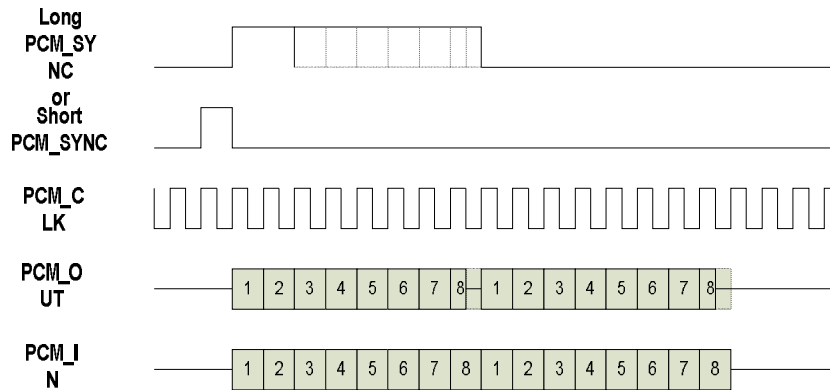 Long
PCM_SY
NC
or
Short
PCM_SYNC
PCM_C
LK
PCM_O
UT
1 2 3 4 5 6 7 8 1 2 3 4 5 6 7 8
PCM_I
N
1 2 3 4 5 6 7 8 1 2 3 4 5 6 7 8